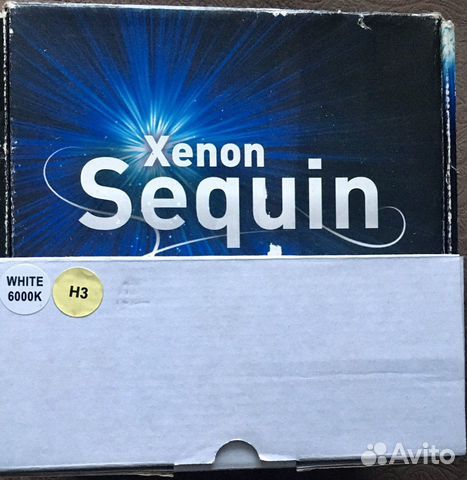 Xenon
Sequin
WHITE
6000K
H3
Avito